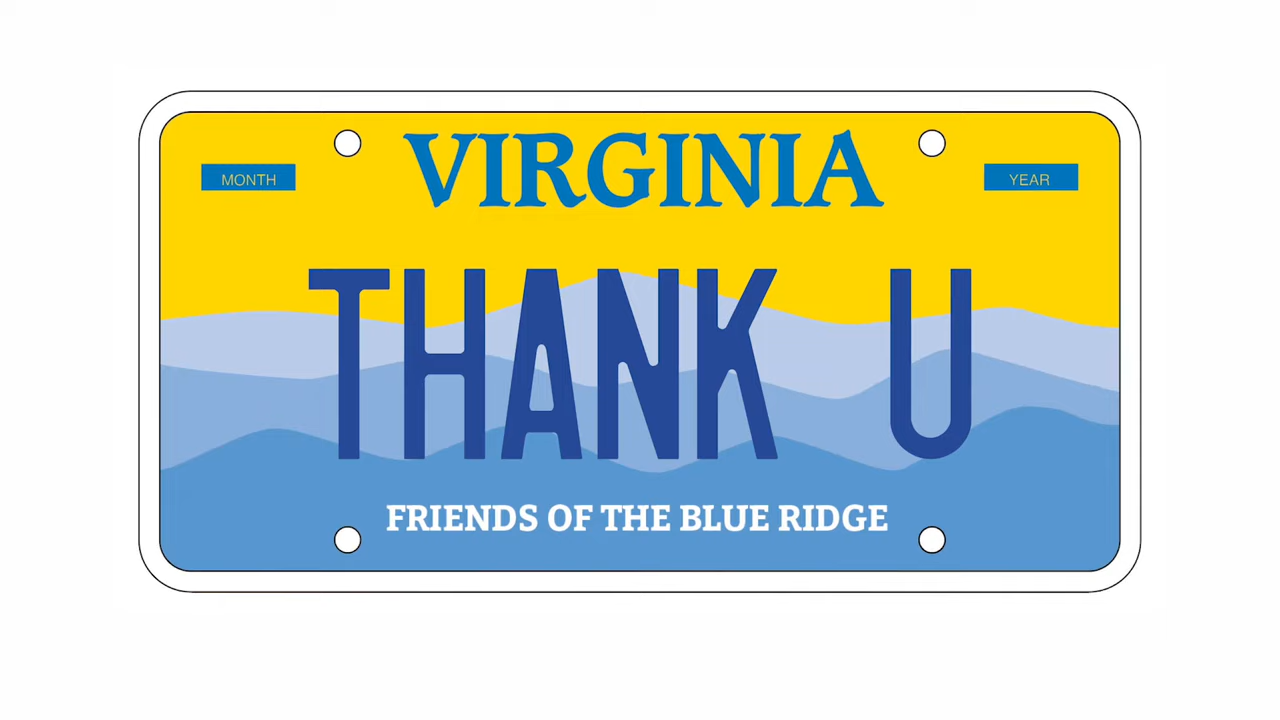 VIRGINIA
MONTH
YEAR
THANK U
FRIENDS OF THE BLUE RIDGE